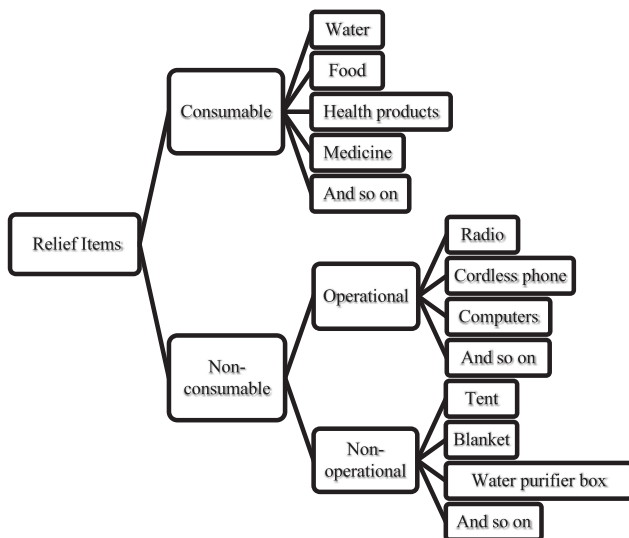 Water
Food
Health products
Medicine
And so on
Consumable
Relief Items
Non-
consumable
Operational
Radio
Cordless phone
Computers
And so on
Non-
operational
Tent
Blanket
Water purifier box
And so on